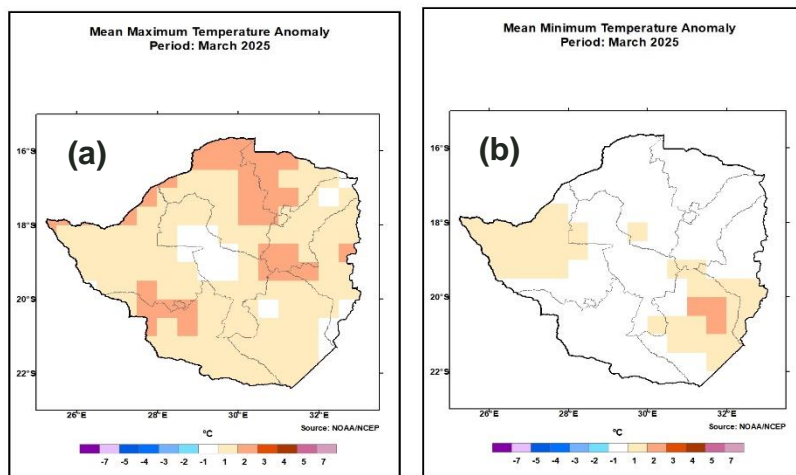 Mean Maximum Temperature Anomaly
Period: March 2025
(a)
16°S
18°S
20°S
22°S
26°E 28°E 30°E 32°E
°C
Source: NOAA/NCEP
-7 -5 -4 -3 -2 -1 1 2 3 4 5 7
Mean Minimum Temperature Anomaly
Period: March 2025
(b)
16°S
18°S
20°S
22°S
26°E 28°E 30°E 32°E
°C
Source: NOAA/NCEP
-7 -5 -4 -3 -2 -1 1 2 3 4 5 7